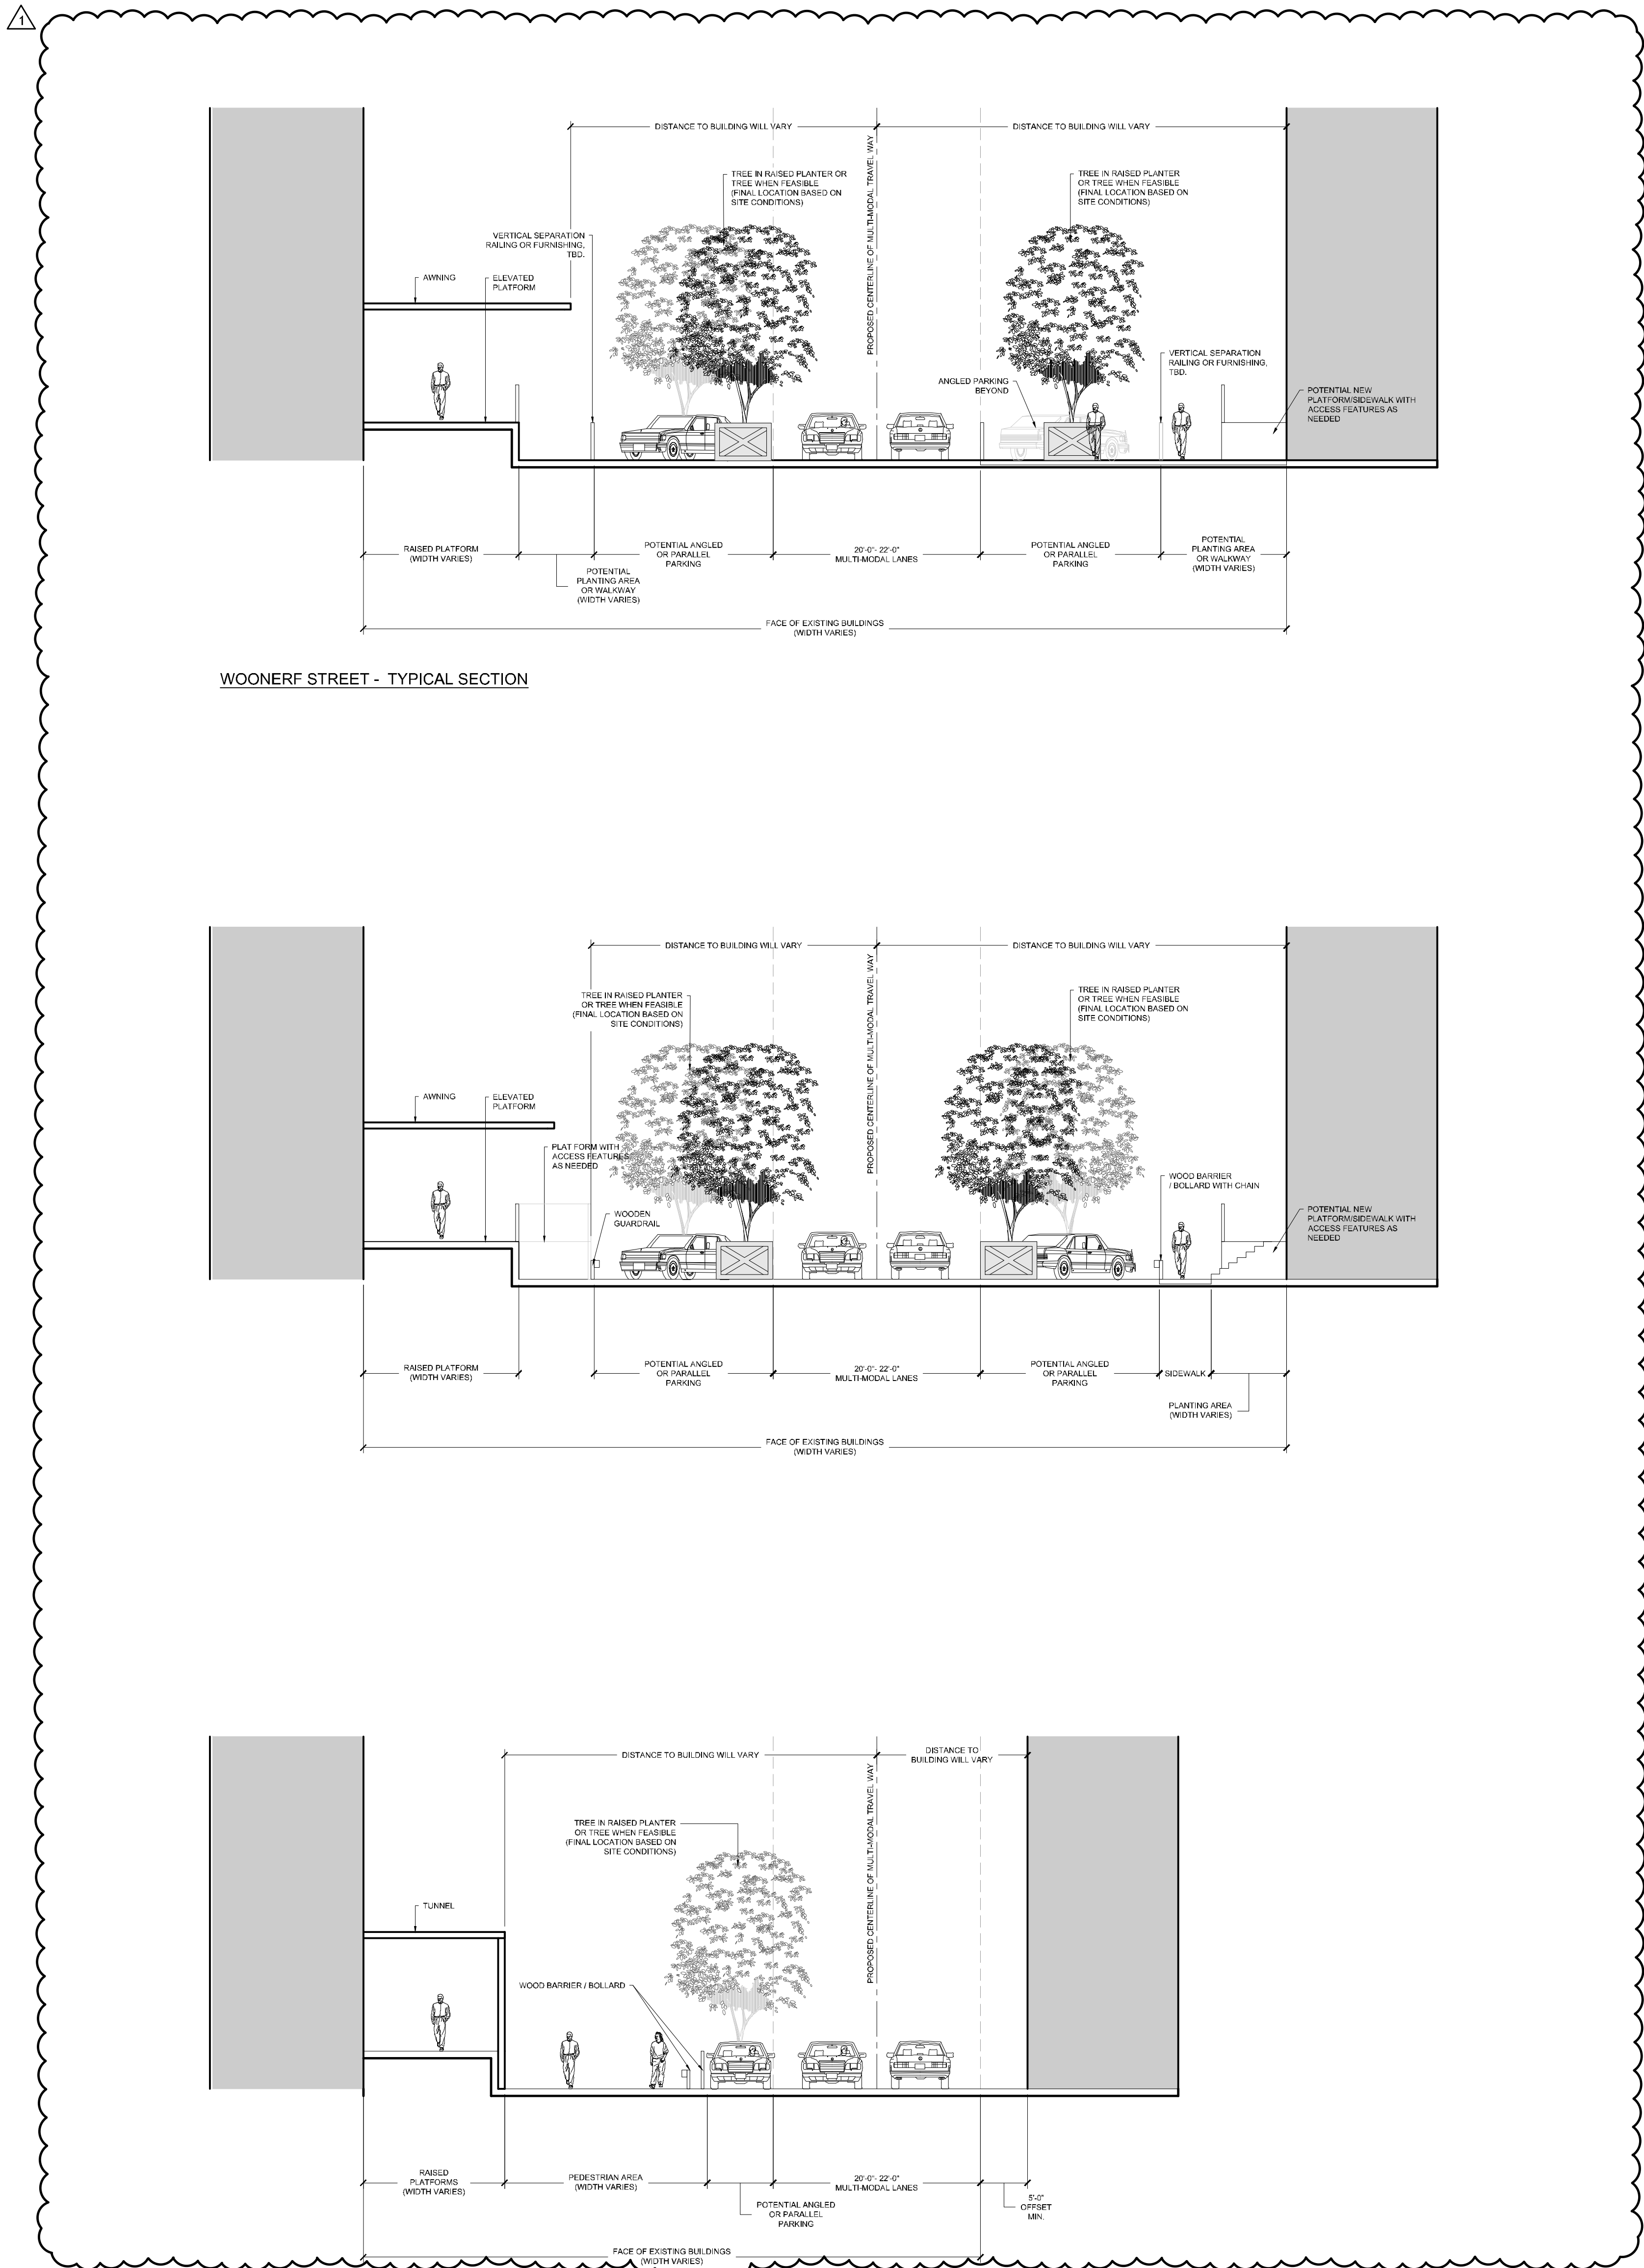 1
DISTANCE TO BUILDING WILL VARY
DISTANCE TO BUILDING WILL VARY
PROPOSED CENTERLINE OF MULTI-MODAL TRAVEL WAY
TREE IN RAISED PLANTER OR
TREE WHEN FEASIBLE
(FINAL LOCATION BASED ON
SITE CONDITIONS)
TREE IN RAISED PLANTER
OR TREE WHEN FEASIBLE
(FINAL LOCATION BASED ON
SITE CONDITIONS)
VERTICAL SEPARATION
RAILING OR FURNISHING,
TBD.
AWNING
ELEVATED
PLATFORM
VERTICAL SEPARATION
RAILING OR FURNISHING,
TBD.
ANGLED PARKING
BEYOND
POTENTIAL NEW
PLATFORM/SIDEWALK WITH
ACCESS FEATURES AS
NEEDED
RAISED PLATFORM
(WIDTH VARIES)
POTENTIAL
PLANTING AREA
OR WALKWAY
(WIDTH VARIES)
POTENTIAL ANGLED
OR PARALLEL
PARKING
20'-0"- 22'-0"
MULTI-MODAL LANES
POTENTIAL ANGLED
OR PARALLEL
PARKING
POTENTIAL
PLANTING AREA
OR WALKWAY
(WIDTH VARIES)
FACE OF EXISTING BUILDINGS
(WIDTH VARIES)
WOONERF STREET - TYPICAL SECTION
DISTANCE TO BUILDING WILL VARY
DISTANCE TO BUILDING WILL VARY
PROPOSED CENTERLINE OF MULTI-MODAL TRAVEL WAY
TREE IN RAISED PLANTER
OR TREE WHEN FEASIBLE
(FINAL LOCATION BASED ON
SITE CONDITIONS)
TREE IN RAISED PLANTER
OR TREE WHEN FEASIBLE
(FINAL LOCATION BASED ON
SITE CONDITIONS)
AWNING
ELEVATED
PLATFORM
PLAT FORM WITH
ACCESS FEATURES
AS NEEDED
WOODEN
GUARDRAIL
WOOD BARRIER
/ BOLLARD WITH CHAIN
POTENTIAL NEW
PLATFORM/SIDEWALK WITH
ACCESS FEATURES AS
NEEDED
RAISED PLATFORM
(WIDTH VARIES)
POTENTIAL ANGLED
OR PARALLEL
PARKING
20'-0"- 22'-0"
MULTI-MODAL LANES
POTENTIAL ANGLED
OR PARALLEL
PARKING
SIDEWALK
PLANTING AREA
(WIDTH VARIES)
FACE OF EXISTING BUILDINGS
(WIDTH VARIES)
DISTANCE TO BUILDING WILL VARY
DISTANCE TO
BUILDING WILL VARY
PROPOSED CENTERLINE OF MULTI-MODAL TRAVEL WAY
TREE IN RAISED PLANTER
OR TREE WHEN FEASIBLE
(FINAL LOCATION BASED ON
SITE CONDITIONS)
TUNNEL
WOOD BARRIER / BOLLARD
RAISED
PLATFORMS
(WIDTH VARIES)
PEDESTRIAN AREA
(WIDTH VARIES)
POTENTIAL ANGLED
OR PARALLEL
PARKING
20'-0"- 22'-0"
MULTI-MODAL LANES
5'-0"
OFFSET
MIN.
FACE OF EXISTING BUILDINGS
(WIDTH VARIES)